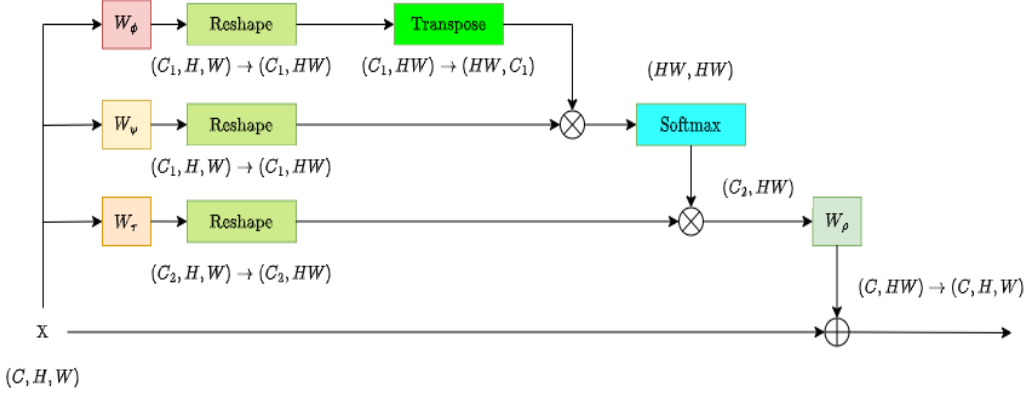 W_ϕ Reshape Transpose
(C_1, H, W) → (C_1, HW) (C_1, HW) → (HW, C_1) (HW, HW)
W_ψ Reshape Softmax
(C_1, H, W) → (C_1, HW)
(C_2, HW)
W_τ Reshape W_ρ
(C_2, H, W) → (C_2, HW)
(C, HW) → (C, H, W)
X
(C, H, W)